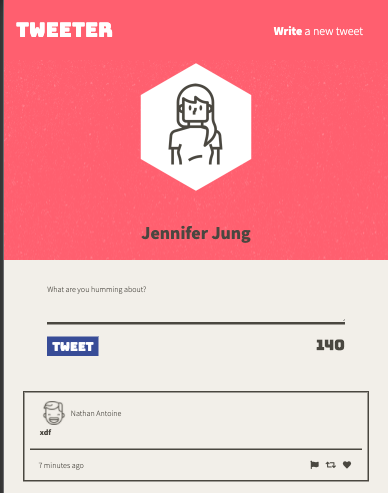 TWEETER
Write a new tweet
Jennifer Jung
What are you humming about?
TWEET
140
Nathan Antoine
xdf
7 minutes ago